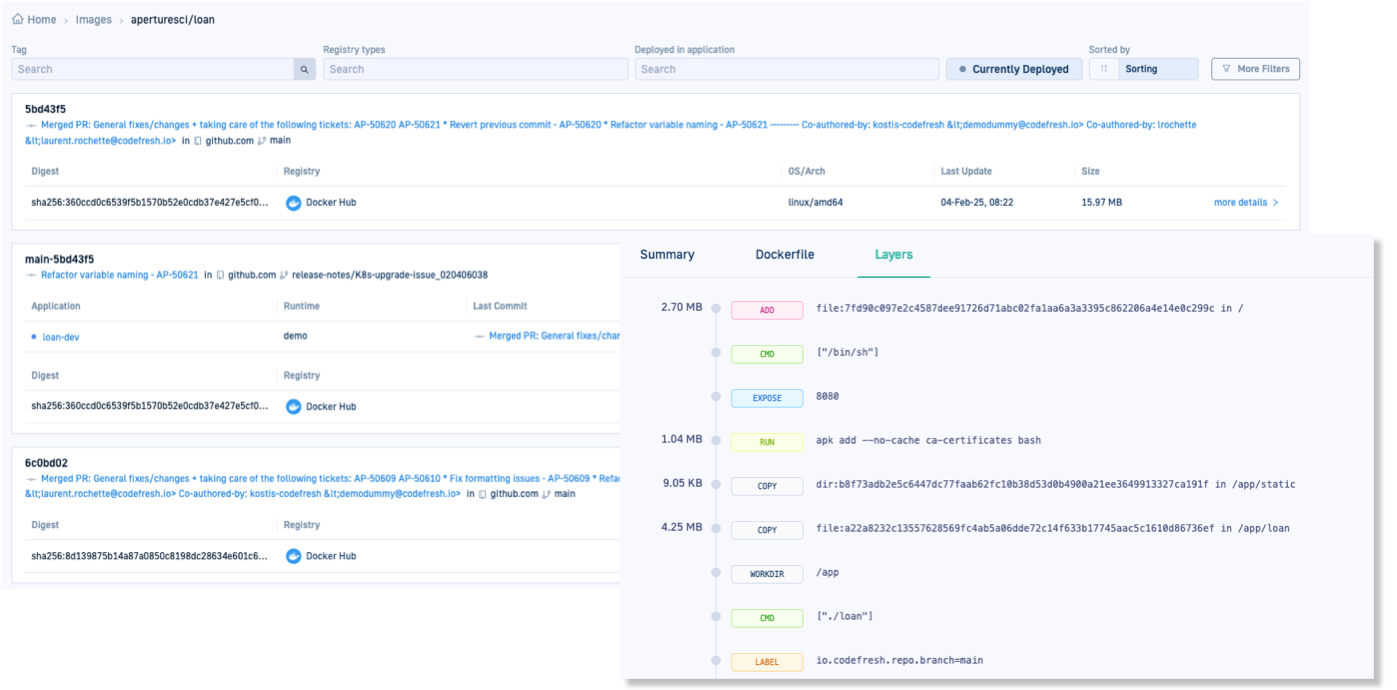 Home > Images > aperturesci/loan
Tag
Registry types
Deployed in application
Sorted by
Search
Search
Search
Currently Deployed
Sorting
More Filters
5bd43f5
Merged PR: General fixes/changes + taking care of the following tickets: AP-50620 AP-50621 * Revert previous commit - AP-50620 * Refactor variable naming - AP-50621 --------- Co-authored-by: kostis-codefresh &lt;demodummy@codefresh.io> Co-authored-by: lrochette
&lt;laurent.rochette@codefresh.io> in github.com main
Digest Registry OS/Arch Last Update Size
sha256:360ccd0c6539f5b1570b52e0cdb37e427e5cf0... Docker Hub linux/amd64 04-Feb-25, 08:22 15.97 MB more details >
main-5bd43f5
Refactor variable naming - AP-50621 in github.com release-notes/K8s-upgrade-issue_020406038
Application Runtime Last Commit
loan-dev demo Merged PR: General fixes/char
Digest Registry
sha256:360ccd0c6539f5b1570b52e0cdb37e427e5cf0... Docker Hub
6c0bd02
Merged PR: General fixes/changes + taking care of the following tickets: AP-50609 AP-50610 * Fix formatting issues - AP-50609 * Refac
&lt;laurent.rochette@codefresh.io> Co-authored-by: kostis-codefresh &lt;demodummy@codefresh.io> in github.com main
Digest Registry
sha256:8d139875b14a87a0850c8198dc28634e601c6... Docker Hub
Summary Dockerfile Layers
2.70 MB ADD file:7fd90c097e2c4587dee91726d71abc02fa1aa6a3a3395c862206a4e14e0c299c in /
CMD ["/bin/sh"]
EXPOSE 8080
1.04 MB RUN apk add --no-cache ca-certificates bash
9.05 KB COPY dir:b8f73adb2e5c6447dc77faab62fc10b38d53d0b4900a21ee3649913327ca191f in /app/static
4.25 MB COPY file:a22a8232c13557628569fc4ab5a06dde72c14f633b17745aac5c1610d86736ef in /app/loan
WORKDIR /app
CMD ["./loan"]
LABEL io.codefresh.repo.branch=main